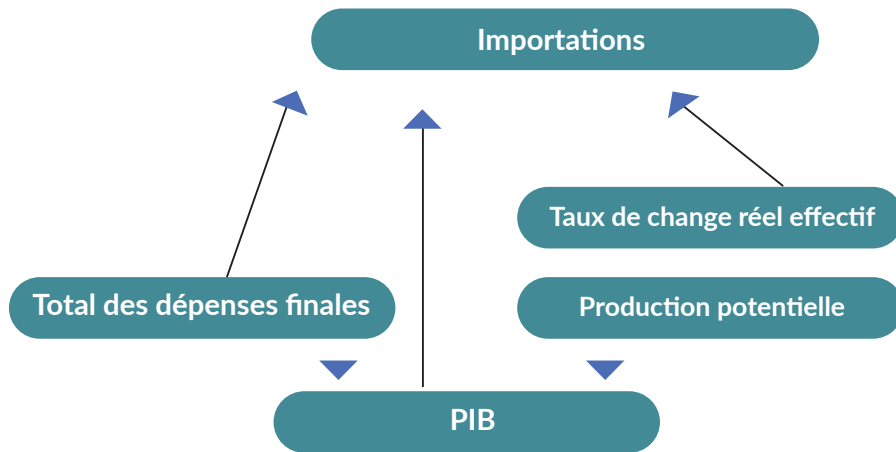 Importations
Taux de change réel effectif
Total des dépenses finales
Production potentielle
PIB